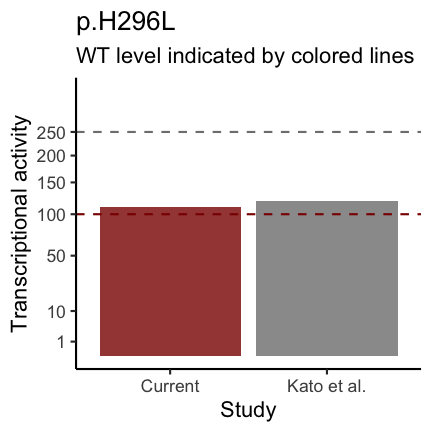 p.H296L
WT level indicated by colored lines
Transcriptional activity
250
200
150
100
50
10
1
Current
Kato et al.
Study